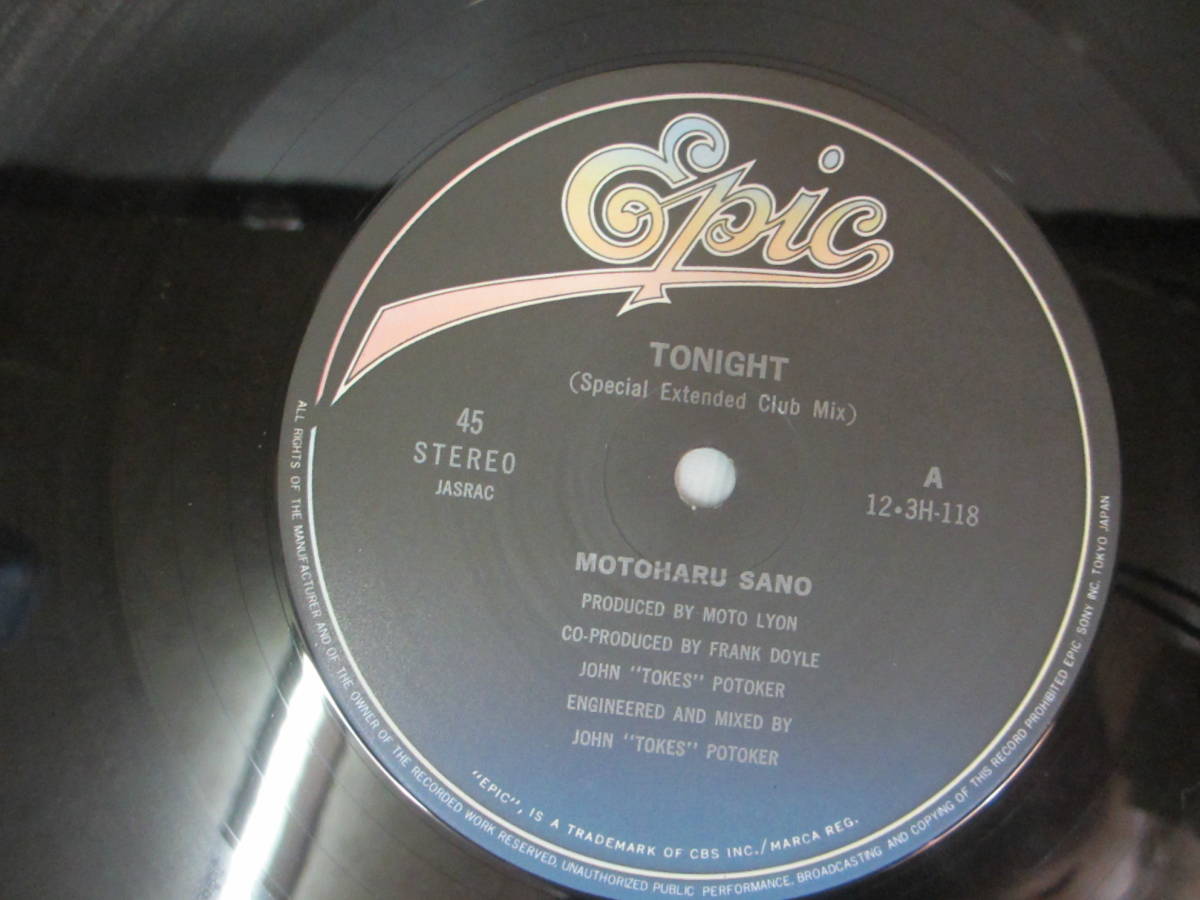 Epic
TONIGHT
(Special Extended Club Mix)
45
STEREO
JASRAC
A
12•3H-118
MOTOHARU SANO
PRODUCED BY MOTO LYON
CO-PRODUCED BY FRANK DOYLE
JOHN "TOKES" POTOKER
ENGINEERED AND MIXED BY
JOHN "TOKES" POTOKER
"EPIC", IS A TRADEMARK OF CBS INC./MARCA REG.
ALL RIGHTS OF THE MANUFACTURER AND OF THE OWNER OF THE RECORDED WORK RESERVED. UNAUTHORIZED PUBLIC PERFORMANCE. BROADCASTING AND COPYING OF THIS RECORD PROHIBITED EPIC SONY INC. TOKYO JAPAN